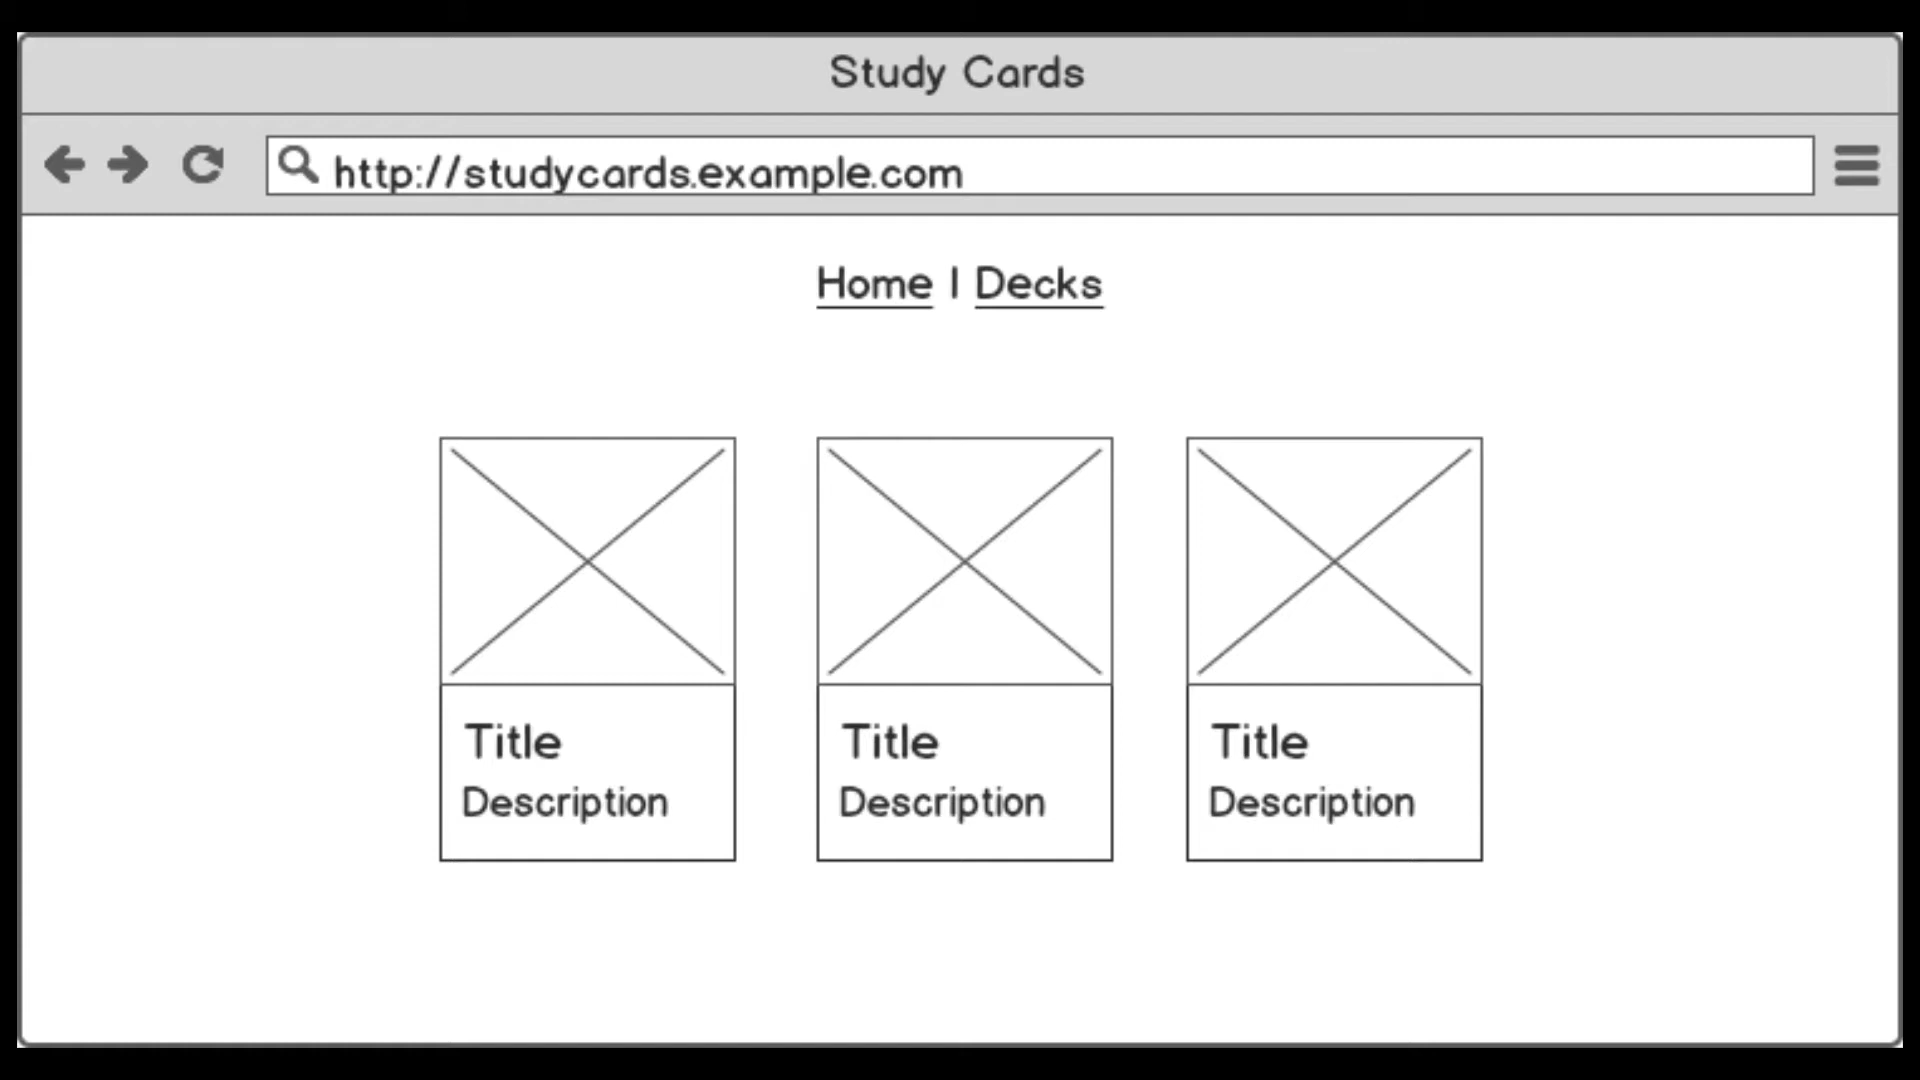 Study Cards
http://studycards.example.com
Home | Decks
Title Title Title
Description Description Description